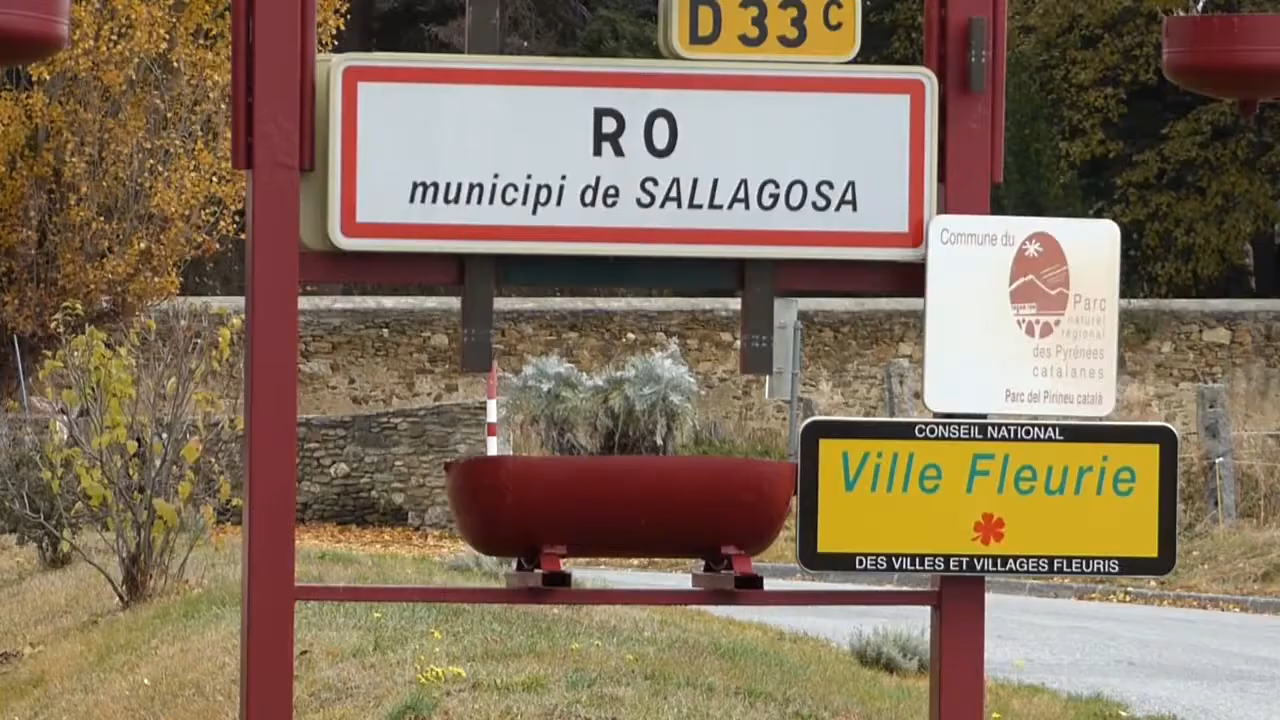 D 33 C
RO
municipi de SALLAGOSA
Commune du
Parc
naturel
régional
des Pyrénées
catalanes
Parc del Pirineu català
CONSEIL NATIONAL
Ville Fleurie
DES VILLES ET VILLAGES FLEURIS